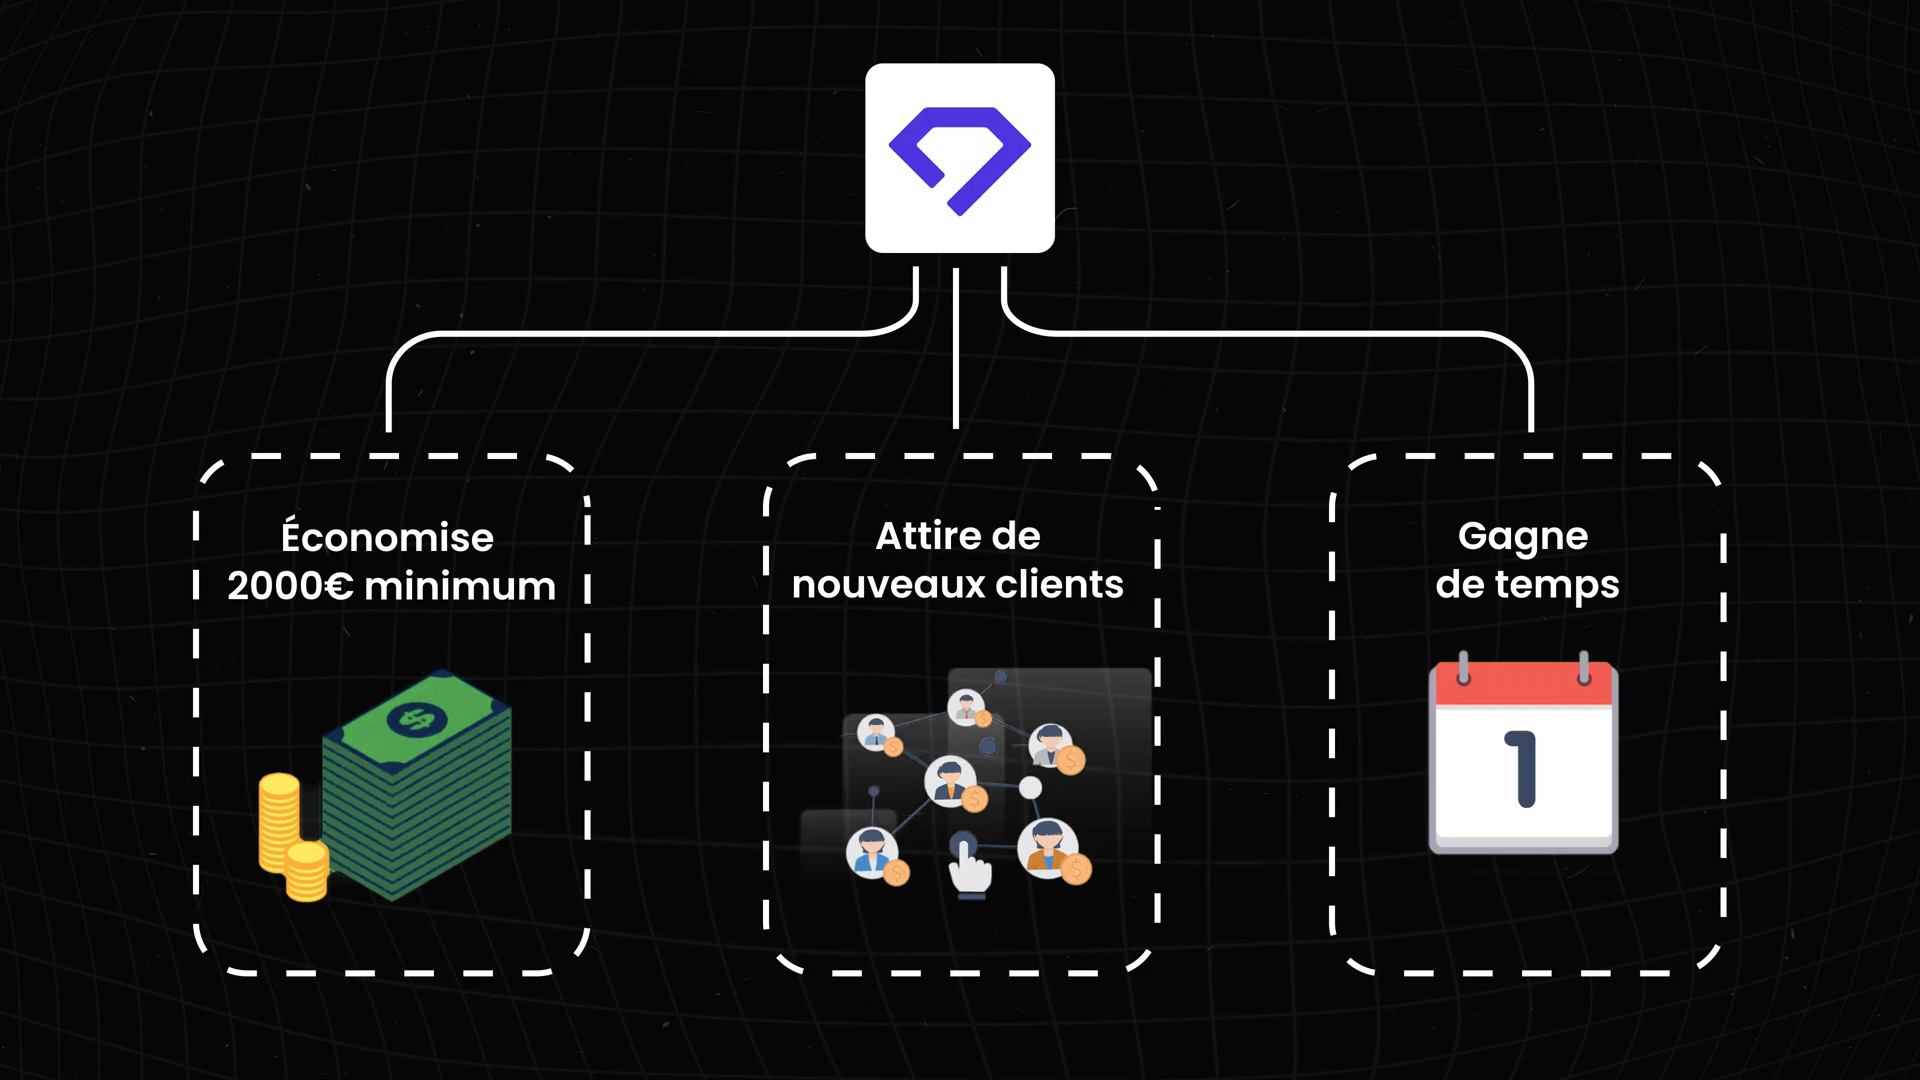 Économise
2000€ minimum
Attire de
nouveaux clients
Gagne
de temps
1